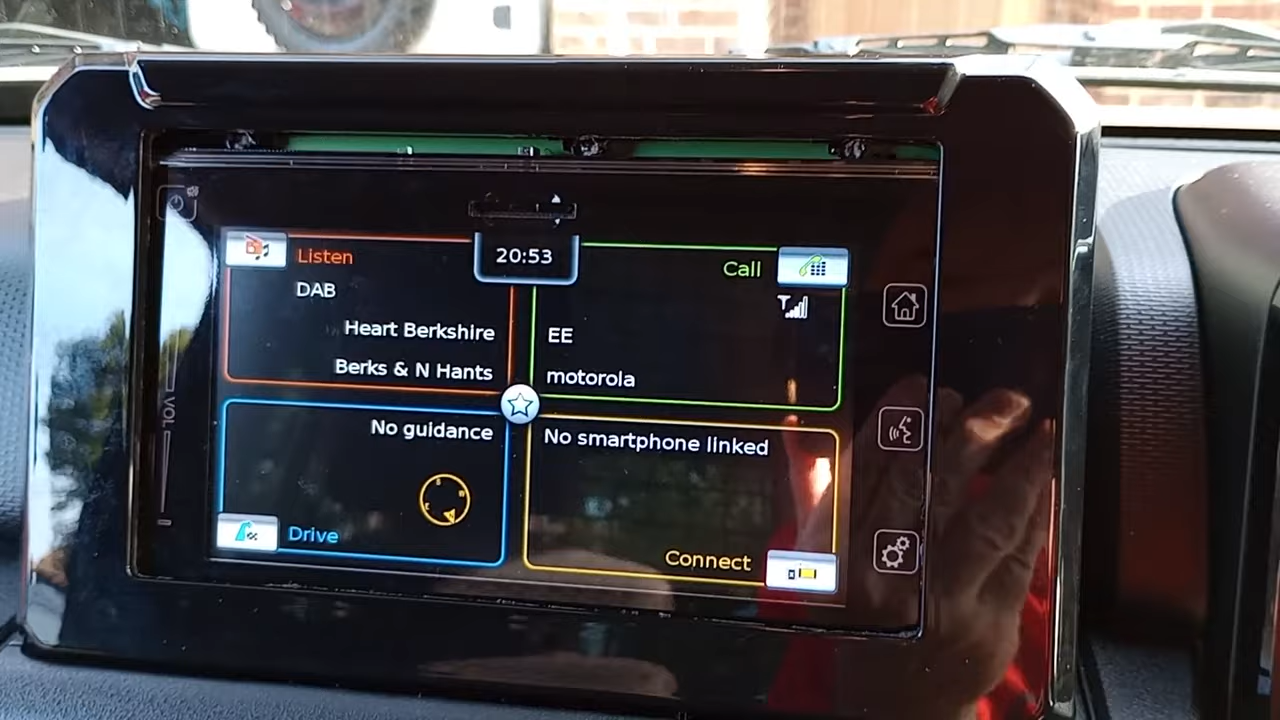 20:53
Listen
DAB
Heart Berkshire
Berks & N Hants
Call
EE
motorola
No guidance
Drive
No smartphone linked
Connect
VOL